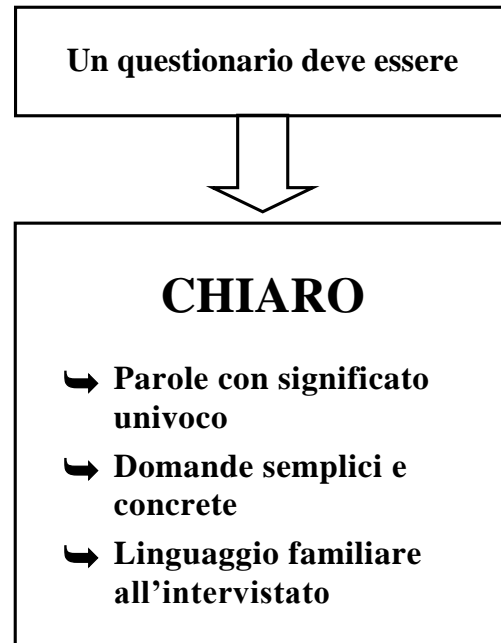 Un questionario deve essere
CHIARO
Parole con significato
univoco
Domande semplici e
concrete
Linguaggio familiare
all’intervistato